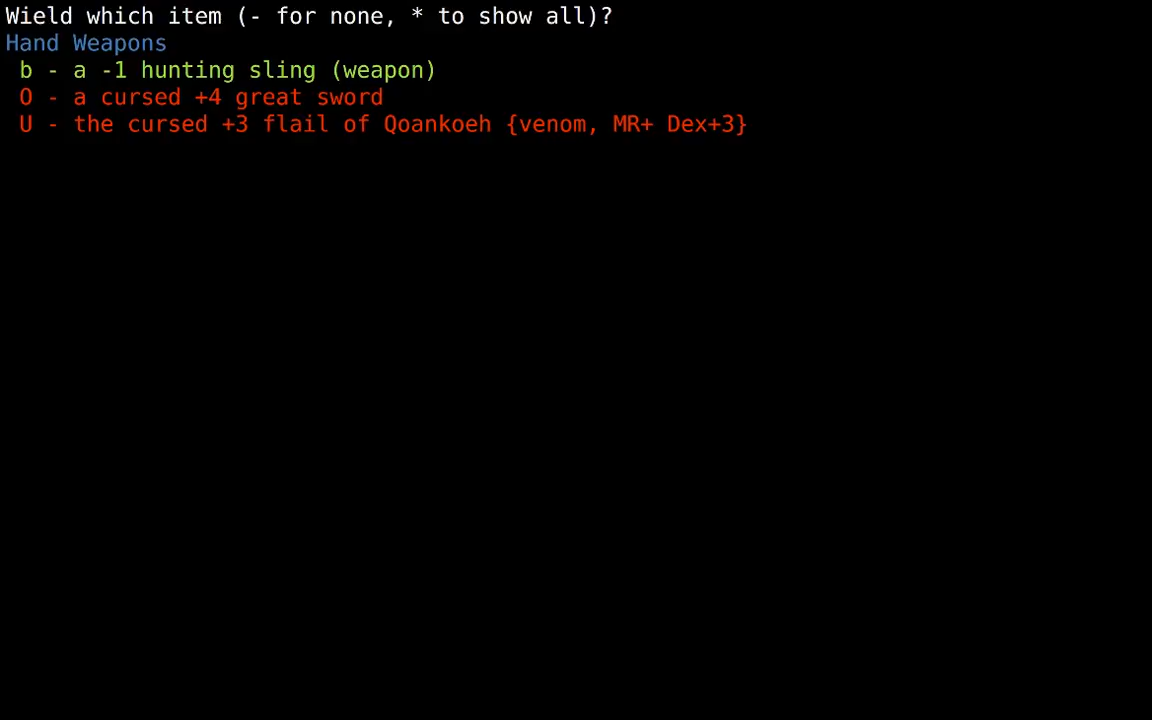 Wield which item (- for none, * to show all)?
Hand Weapons
b - a -1 hunting sling (weapon)
O - a cursed +4 great sword
U - the cursed +3 flail of Qoankoeh {venom, MR+ Dex+3}